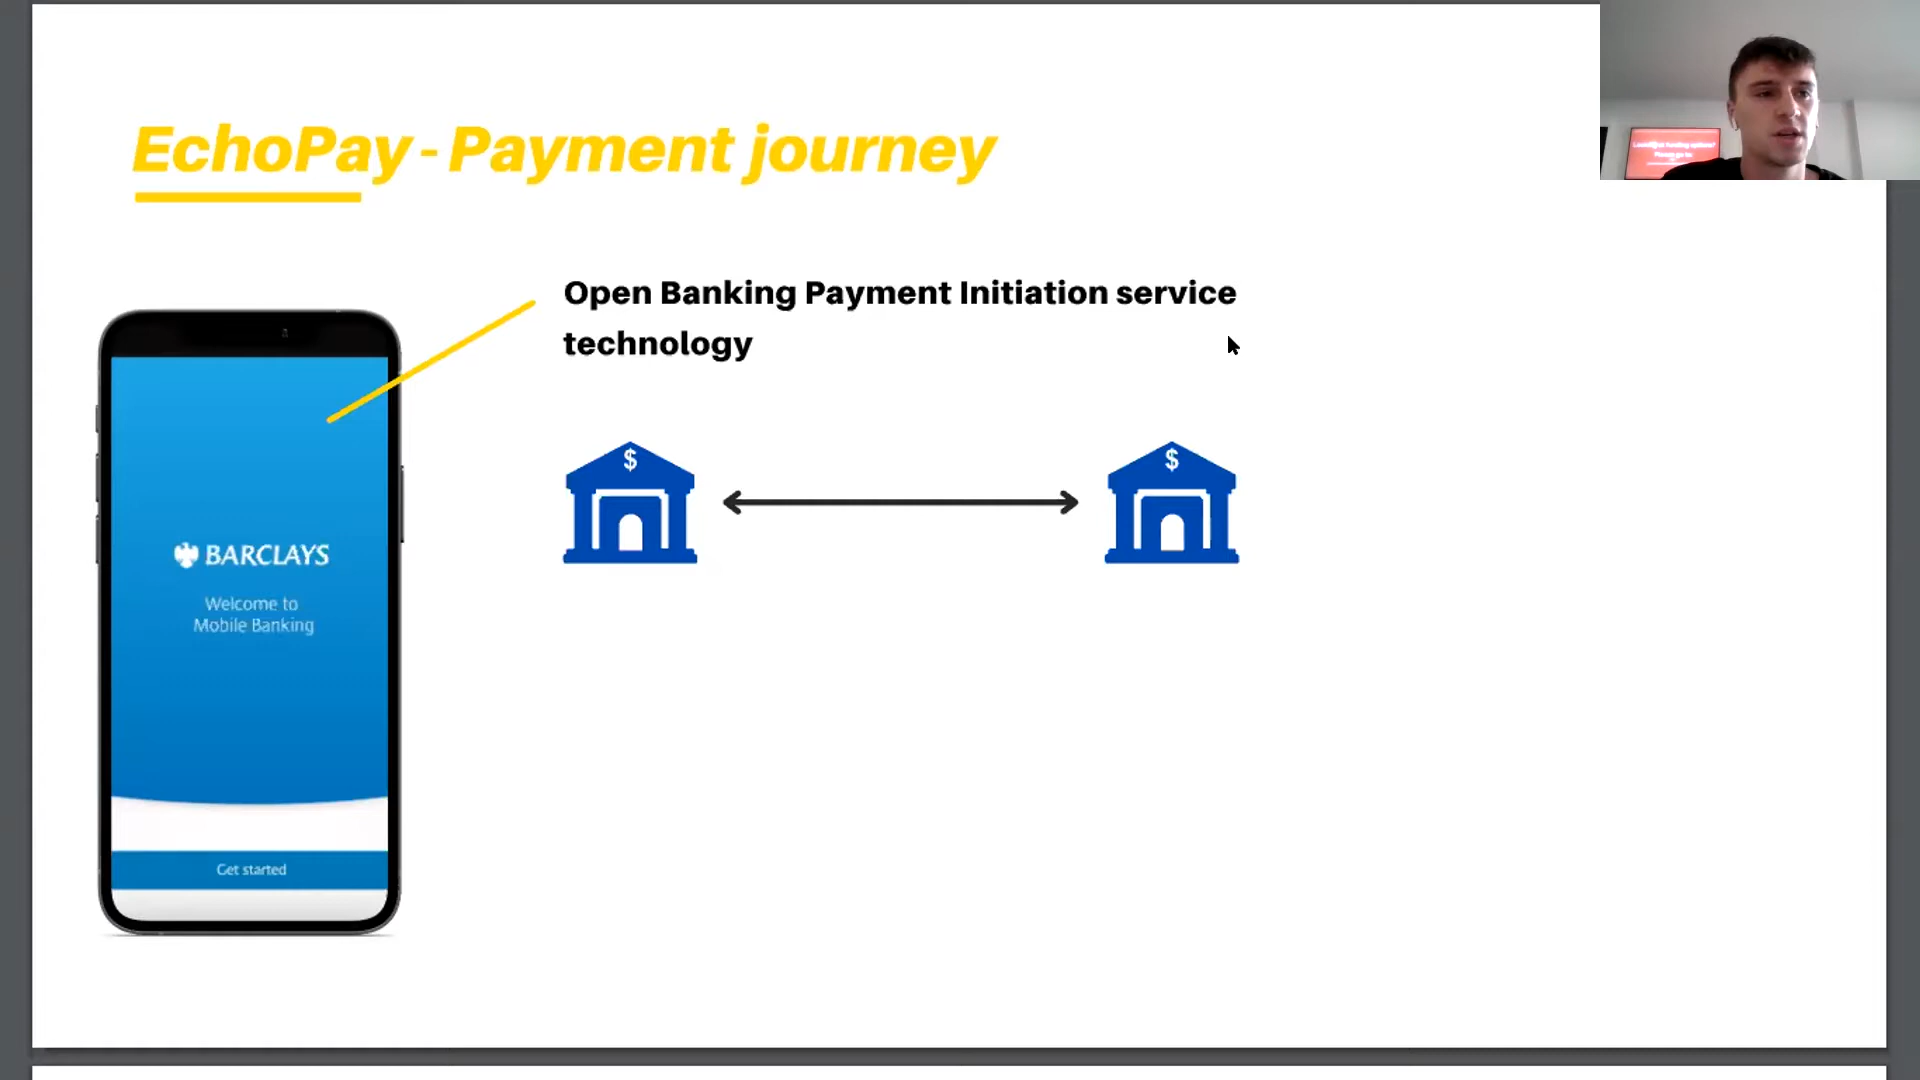 EchoPay - Payment journey
Open Banking Payment Initiation service
technology
$ $
BARCLAYS
Welcome to
Mobile Banking
Get started